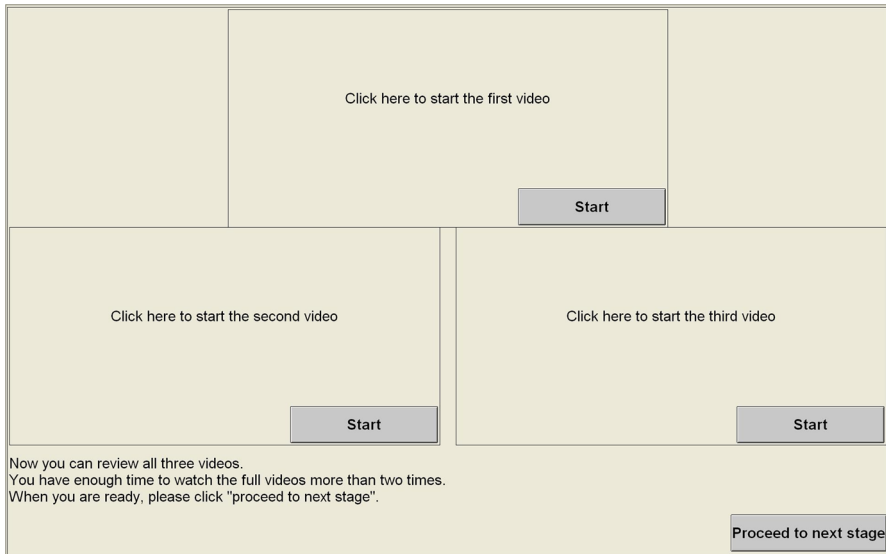 Click here to start the first video
Start
Click here to start the second video
Start
Click here to start the third video
Start
Now you can review all three videos.
You have enough time to watch the full videos more than two times.
When you are ready, please click "proceed to next stage".
Proceed to next stage